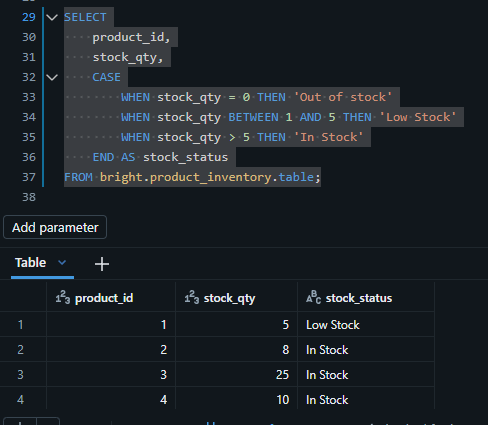 29 SELECT
30 product_id,
31 stock_qty,
32 CASE
33 WHEN stock_qty = 0 THEN 'Out of stock'
34 WHEN stock_qty BETWEEN 1 AND 5 THEN 'Low Stock'
35 WHEN stock_qty > 5 THEN 'In Stock'
36 END AS stock_status
37 FROM bright.product_inventory.table;
38
Add parameter
Table +
123 product_id 123 stock_qty ABC stock_status
1 1 5 Low Stock
2 2 8 In Stock
3 3 25 In Stock
4 4 10 In Stock